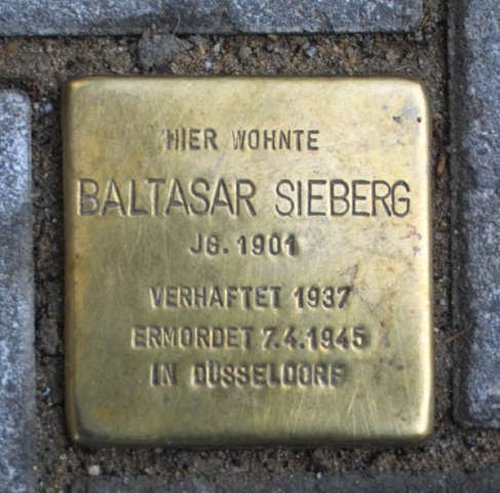 HIER WOHNTE
BALTASAR SIEBERG
JG. 1901
VERHAFTET 1937
ERMORDET 7.4.1945
IN DÜSSELDORF